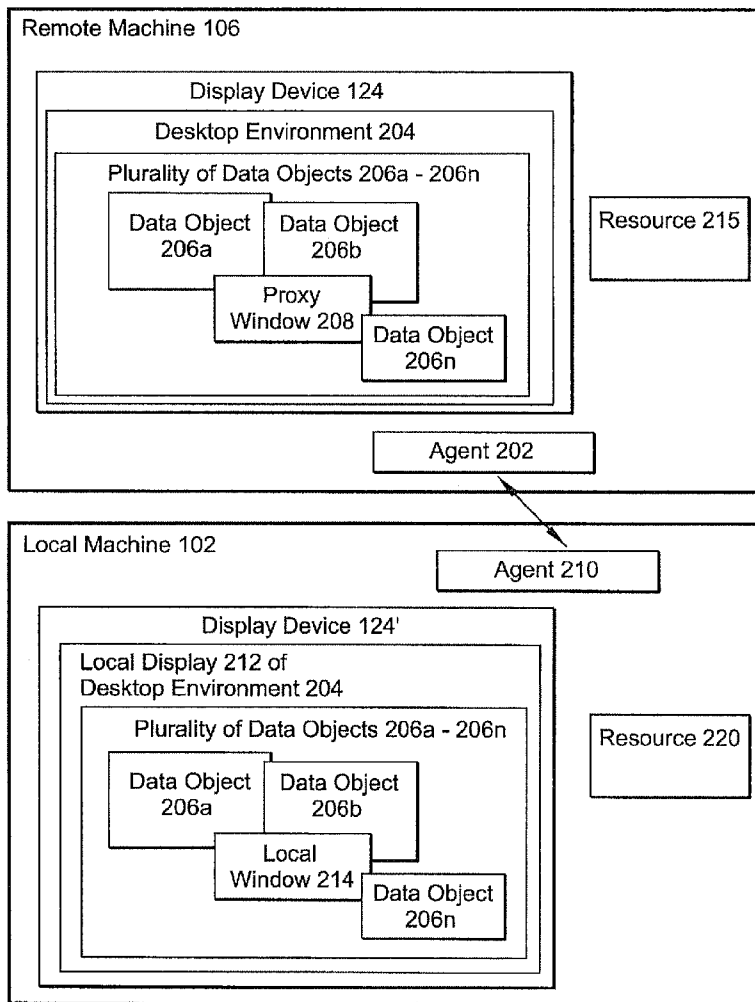 Remote Machine 106
Display Device 124
Desktop Environment 204
Plurality of Data Objects 206a - 206n
Data Object
206a
Data Object
206b
Proxy
Window 208
Data Object
206n
Resource 215
Agent 202
Local Machine 102
Agent 210
Display Device 124'
Local Display 212 of
Desktop Environment 204
Plurality of Data Objects 206a - 206n
Data Object
206a
Data Object
206b
Local
Window 214
Data Object
206n
Resource 220